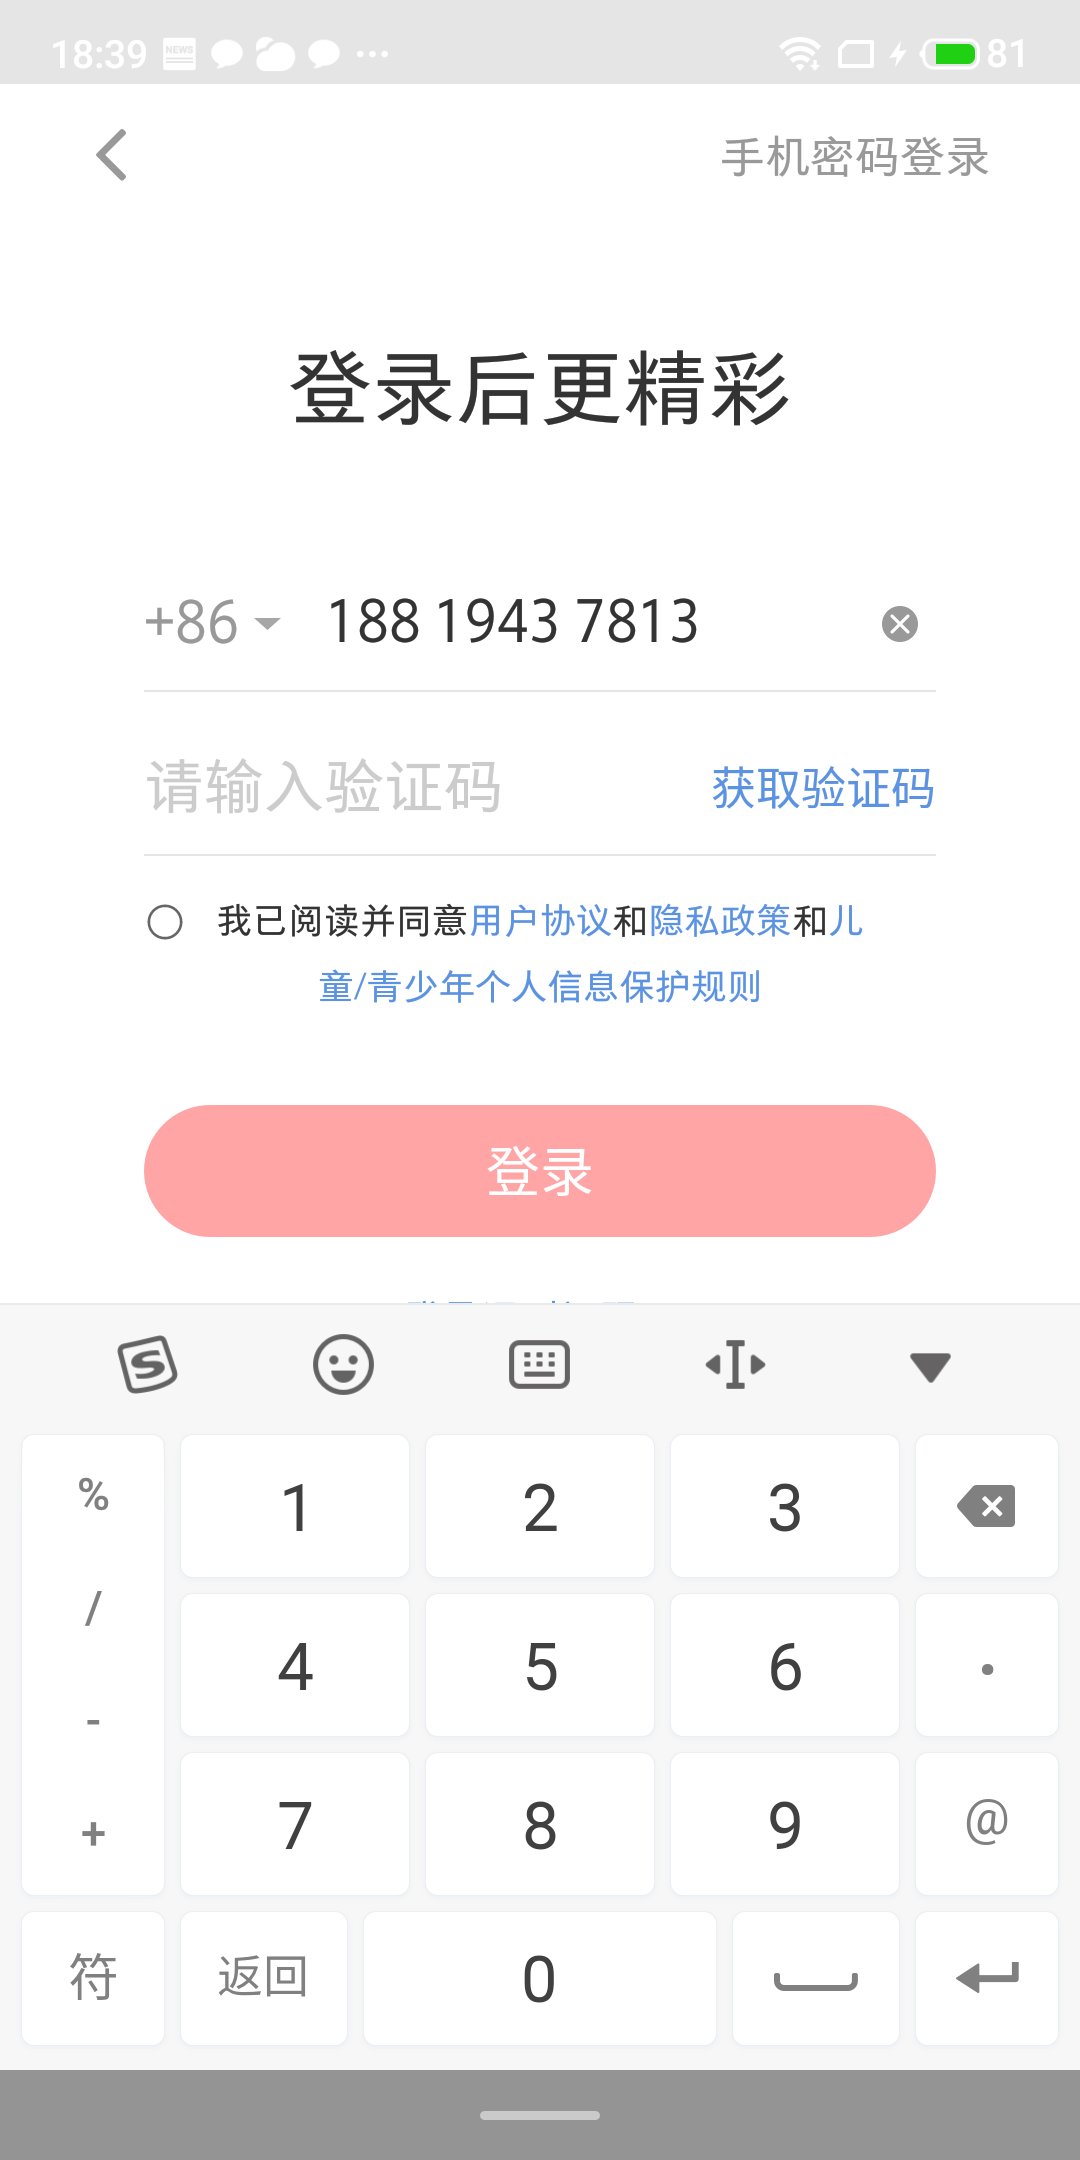 18:39 NEWS 81
手机密码登录
登录后更精彩
+86 188 1943 7813
请输入验证码 获取验证码
我已阅读并同意用户协议和隐私政策和儿
童/青少年个人信息保护规则
登录
% 1 2 3
/ 4 5 6 .
- 7 8 9 @
+
符 返回 0